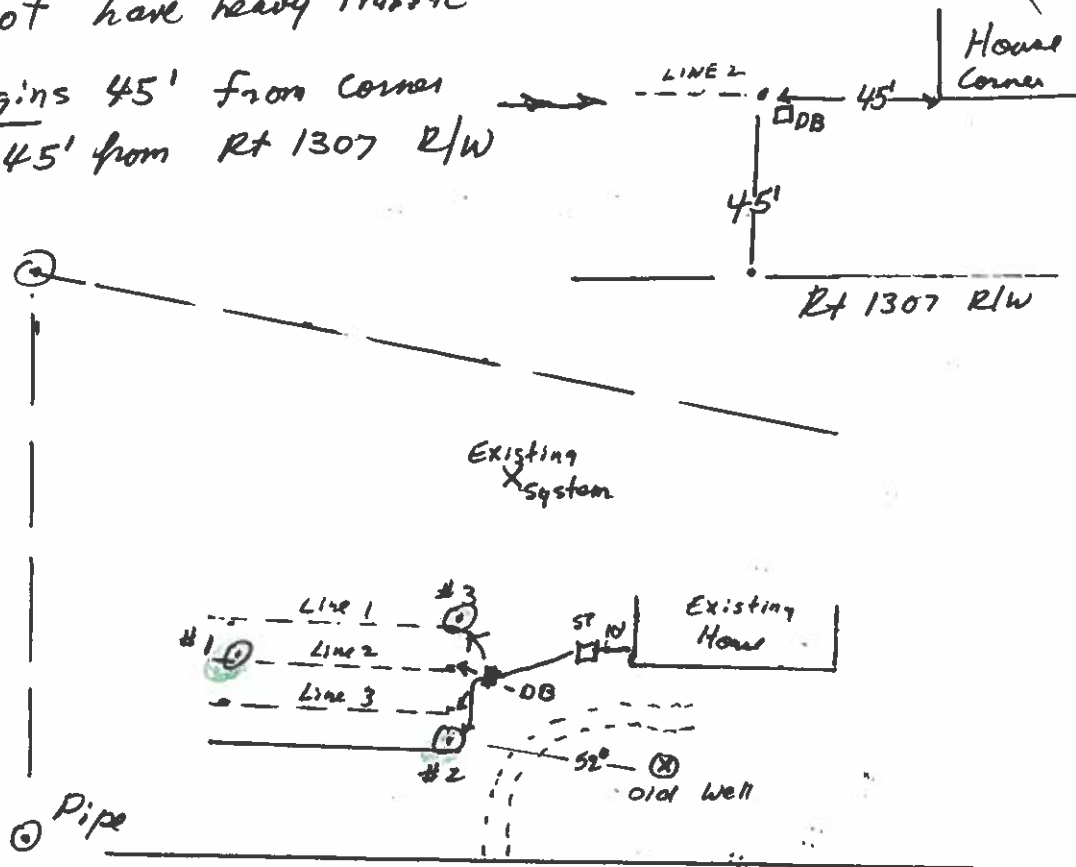 ot have heavy Traffic
gins 45' from Corner
45' from Rt 1307 R/W
House
Corner
LINE 2
45'
DB
45'
Rt 1307 R/W
Existing
System
Line 1
#3
#1
Line 2
Line 3
#2
ST
10'
Existing
House
DB
52'
Old Well
Pipe